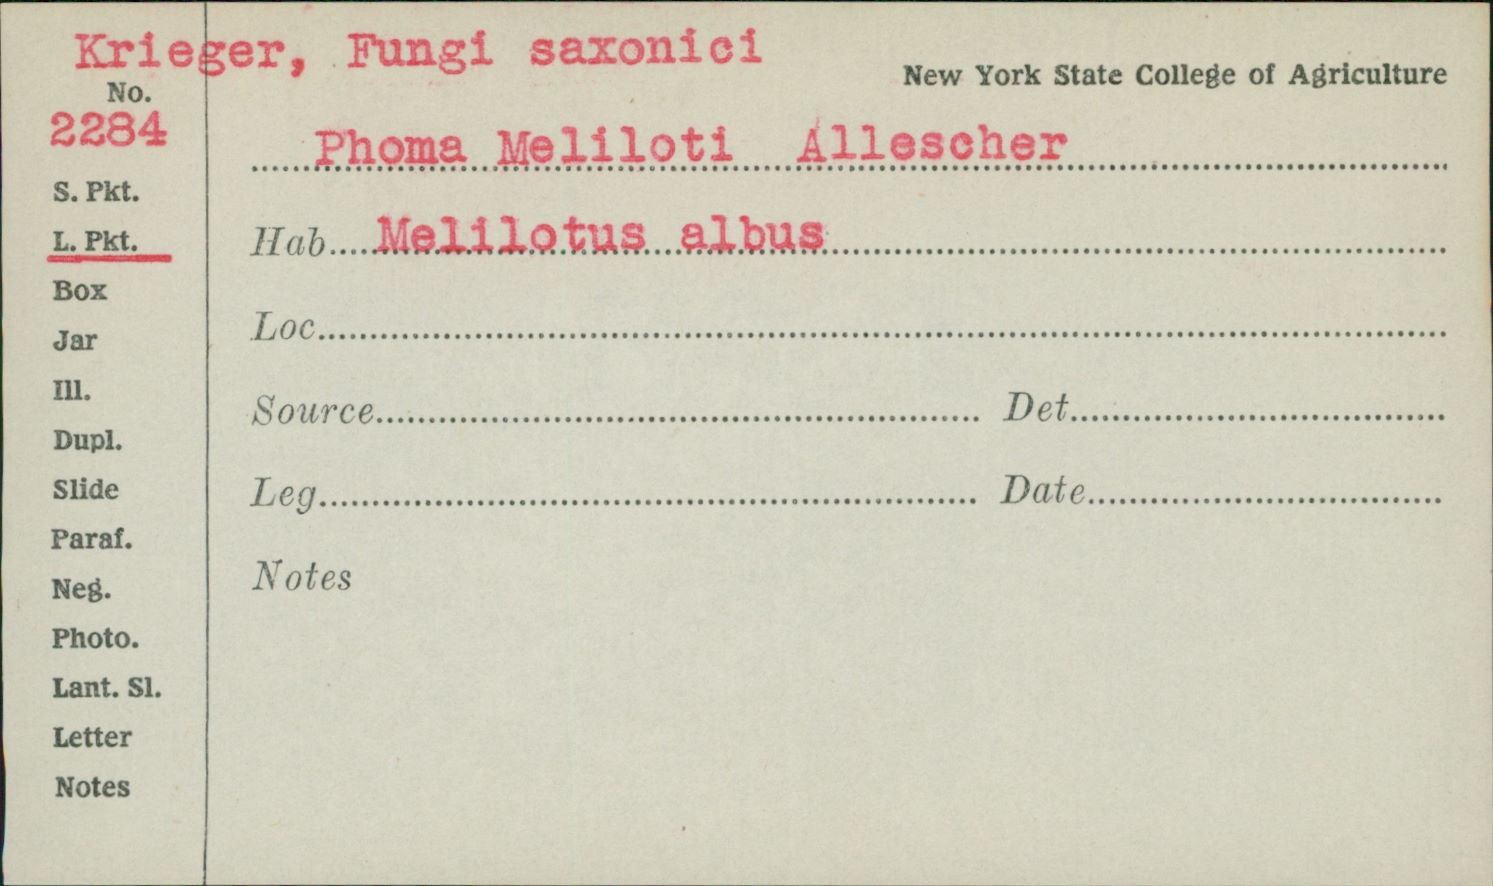 Krieger, Fungi saxonici
New York State College of Agriculture
No.
2284
Phoma Meliloti Allescher
S. Pkt.
L. Pkt.
Hab. Melilotus albus
Box
Loc.
Jar
Ill.
Source
Det.
Dupl.
Slide
Leg.
Date
Paraf.
Neg.
Notes
Photo.
Lant. Sl.
Letter
Notes